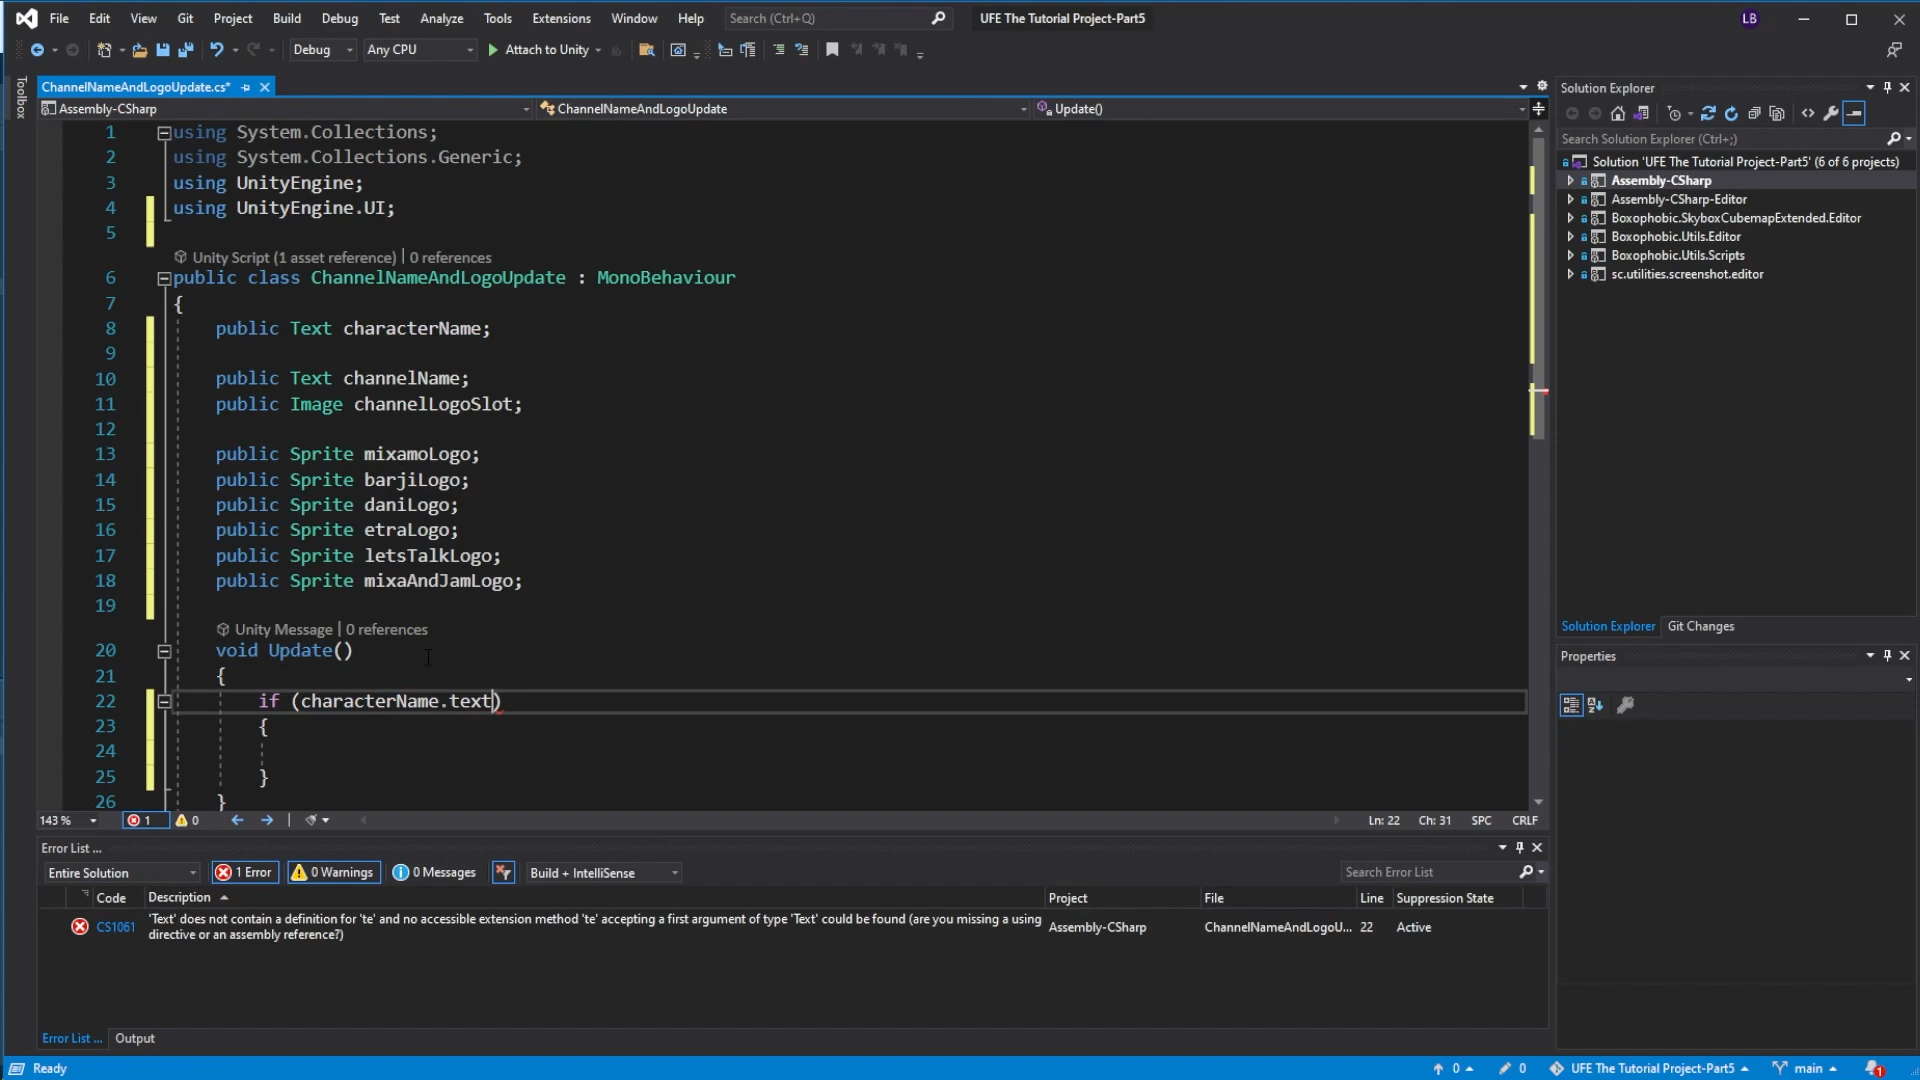 File Edit View Git Project Build Debug Test Analyze Tools Extensions Window Help Search (Ctrl+Q) UFE The Tutorial Project-Part5 LB
Debug Any CPU Attach to Unity
Toolbox
ChannelNameAndLogoUpdate.cs*
Assembly-CSharp ChannelNameAndLogoUpdate Update()
1 using System.Collections;
2 using System.Collections.Generic;
3 using UnityEngine;
4 using UnityEngine.UI;
5
Unity Script (1 asset reference) | 0 references
6 public class ChannelNameAndLogoUpdate : MonoBehaviour
7 {
8 public Text characterName;
9
10 public Text channelName;
11 public Image channelLogoSlot;
12
13 public Sprite mixamoLogo;
14 public Sprite barjiLogo;
15 public Sprite daniLogo;
16 public Sprite etraLogo;
17 public Sprite letsTalkLogo;
18 public Sprite mixaAndJamLogo;
19
Unity Message | 0 references
20 void Update()
21 {
22 if (characterName.text)
23 {
24
25 }
26 }
143 % 1 0 Ln: 22 Ch: 31 SPC CRLF
Error List ...
Entire Solution 1 Error 0 Warnings 0 Messages Build + IntelliSense Search Error List
Code Description Project File Line Suppression State
CS1061 'Text' does not contain a definition for 'te' and no accessible extension method 'te' accepting a first argument of type 'Text' could be found (are you missing a using directive or an assembly reference?) Assembly-CSharp ChannelNameAndLogoU... 22 Active
Error List ... Output
Solution Explorer
Search Solution Explorer (Ctrl+;)
Solution 'UFE The Tutorial Project-Part5' (6 of 6 projects)
Assembly-CSharp
Assembly-CSharp-Editor
Boxophobic.SkyboxCubemapExtended.Editor
Boxophobic.Utils.Editor
Boxophobic.Utils.Scripts
sc.utilities.screenshot.editor
Solution Explorer Git Changes
Properties
Ready 0 0 UFE The Tutorial Project-Part5 main 1